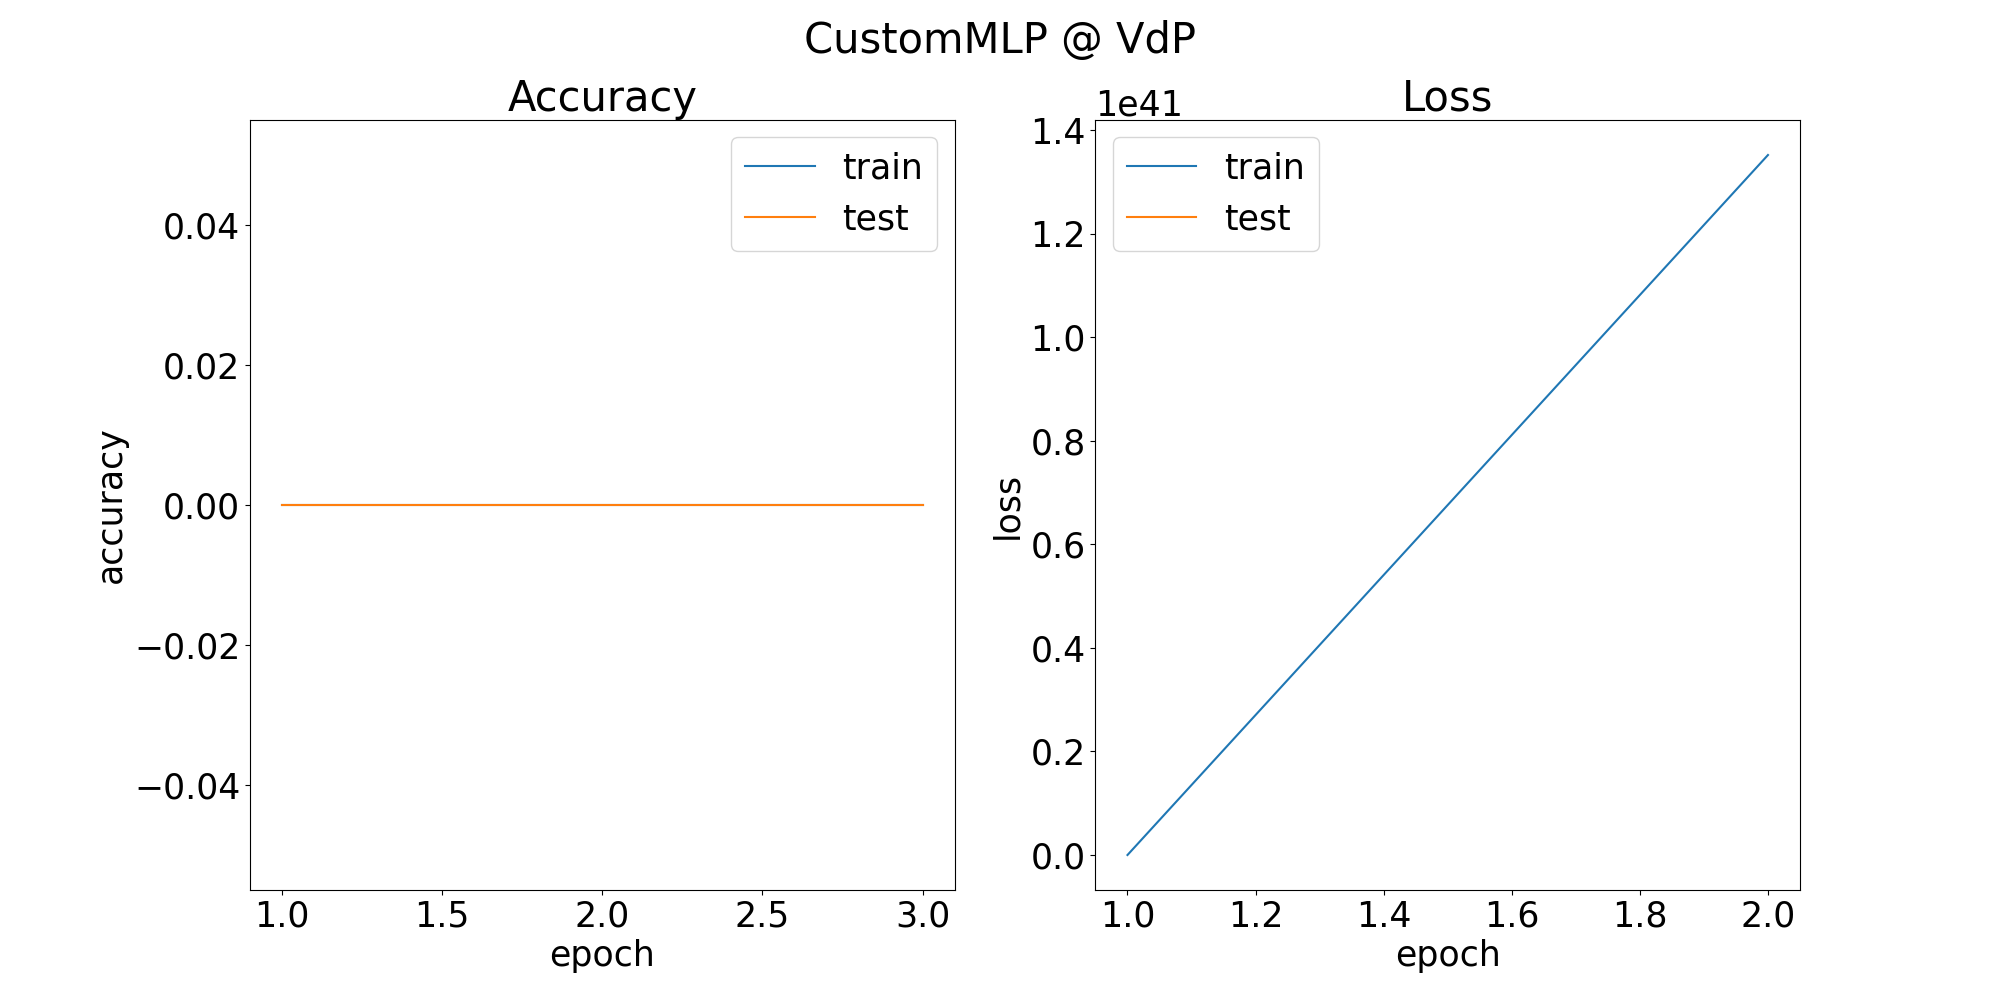 CustomMLP @ VdP
Accuracy
train
test
0.04
0.02
0.00
−0.02
−0.04
accuracy
1.0 1.5 2.0 2.5 3.0
epoch
Loss
1e41
train
test
1.4
1.2
1.0
0.8
0.6
0.4
0.2
0.0
loss
1.0 1.2 1.4 1.6 1.8 2.0
epoch